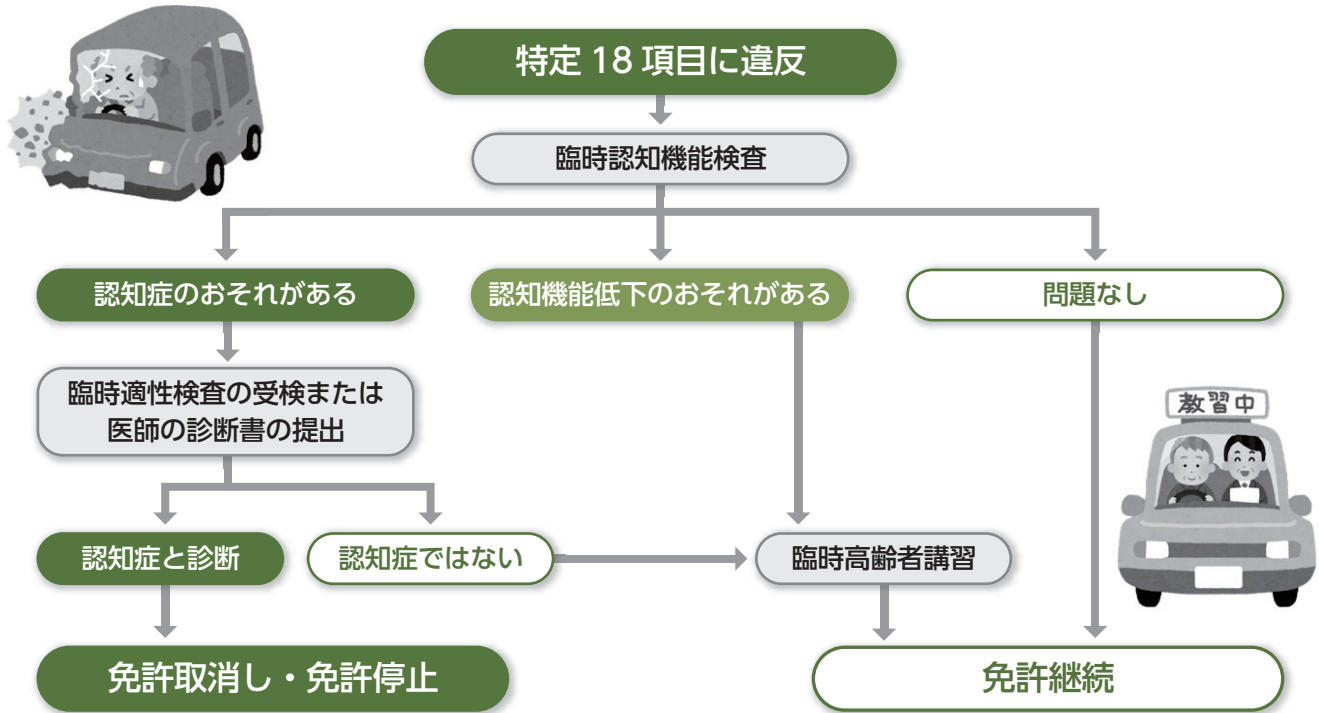 特定 18 項目に違反
臨時認知機能検査
認知症のおそれがある
認知機能低下のおそれがある
問題なし
臨時適性検査の受検または
医師の診断書の提出
教習中
認知症と診断
認知症ではない
臨時高齢者講習
免許取消し・免許停止
免許継続